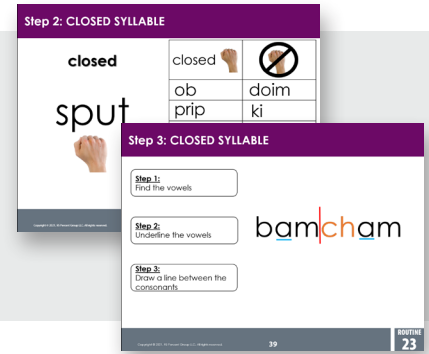 Step 2: CLOSED SYLLABLE
closed
closed
sput
ob
doim
prip
ki
Step 3: CLOSED SYLLABLE
Step 1:
Find the vowels
Step 2:
Underline the vowels
Step 3:
Draw a line between the
consonants
bamcham
39
ROUTINE
23